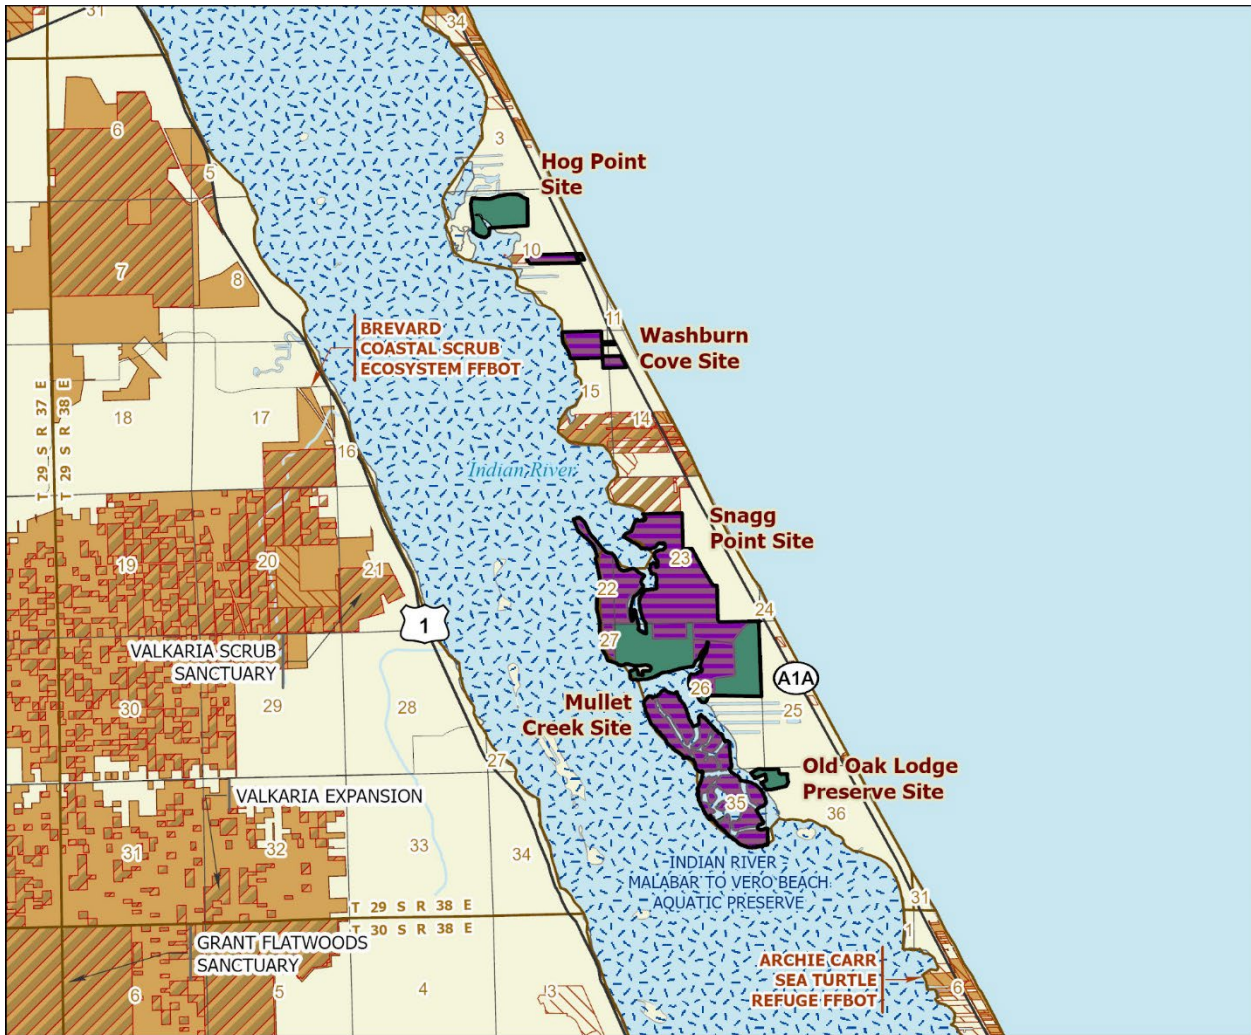 31
34
6
3
5
Hog Point
Site
10
7
8
11
BREVARD
COASTAL SCRUB
ECOSYSTEM FFBOT
Washburn
Cove Site
T 29 S R 37 E
T 29 S R 38 E
18
17
15
14
16
Indian River
Snagg
Point Site
19
20
21
22
23
24
1
27
VALKARIA SCRUB
SANCTUARY
A1A
26
30
29
28
Mullet
Creek Site
25
27
Old Oak Lodge
Preserve Site
VALKARIA EXPANSION
35
36
31
32
33
34
INDIAN RIVER -
MALABAR TO VERO BEACH
AQUATIC PRESERVE
31
T 29 S R 38 E
T 30 S R 38 E
1
GRANT FLATWOODS
SANCTUARY
ARCHIE CARR
SEA TURTLE
REFUGE FFBOT
6
5
4
3
6